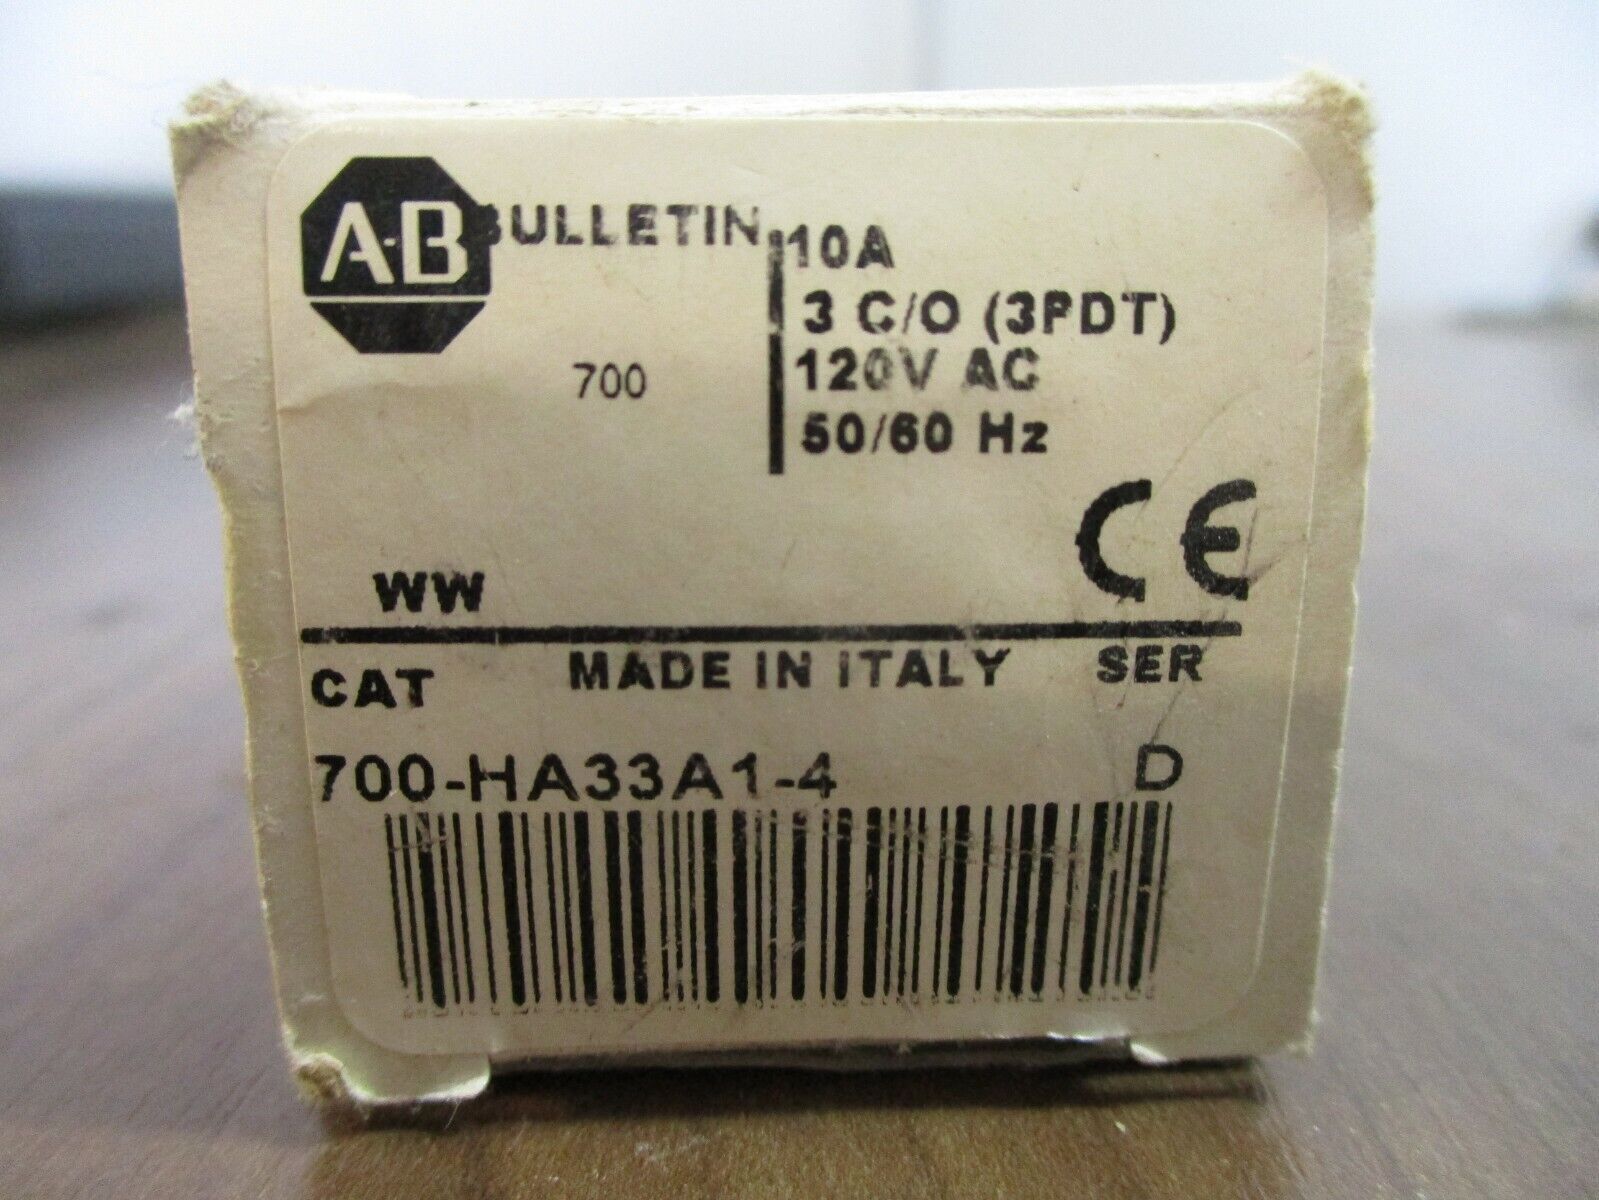 A-B
BULLETIN
700
10A
3 C/O (3PDT)
120V AC
50/60 Hz
CE
WW
CAT
MADE IN ITALY
SER
700-HA33A1-4
D